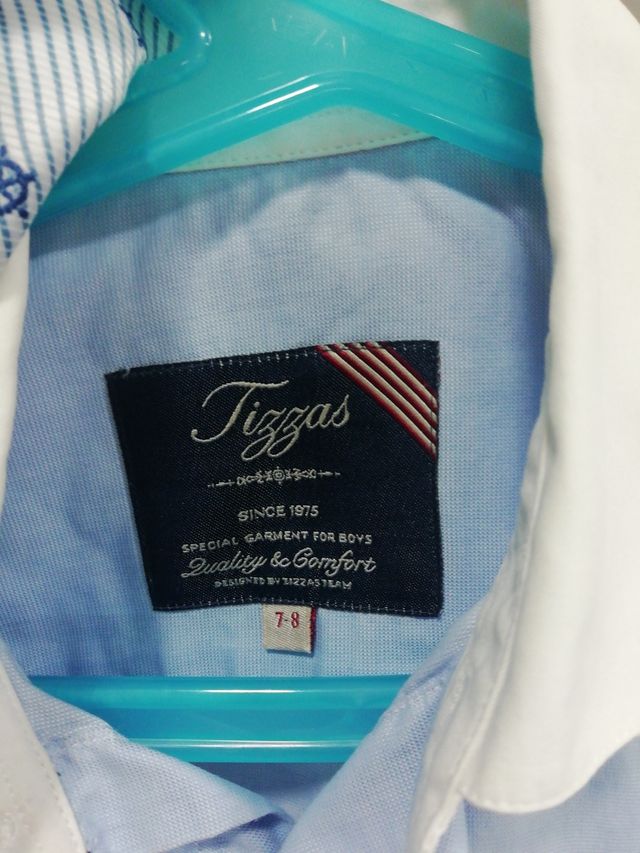 Tizzas
SINCE 1975
SPECIAL GARMENT FOR BOYS
Quality & Comfort
DESIGNED BY TIZZAS TEAM
7-8